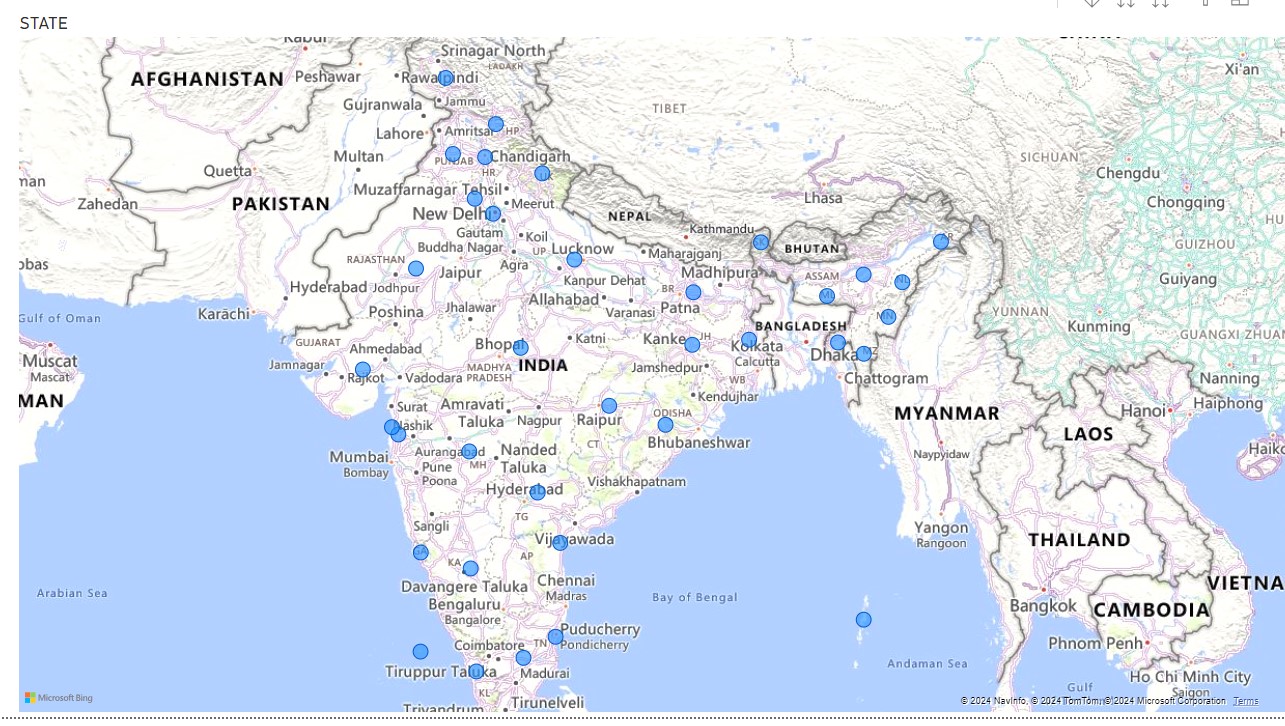 STATE
Kabul
Srinagar North
LADAKH
AFGHANISTAN
Peshawar
Rawalpindi
Xi'an
Gujranwala
Jammu
TIBET
Lahore
Amritsar
HP
Multan
PUNJAB
Chandigarh
SICHUAN
Quetta
HR
Chengdu
man
Zahedan
PAKISTAN
Muzaffarnagar Tehsil
Meerut
Lhasa
Chongqing
New Delhi
NEPAL
Kathmandu
HU
Gautam
Buddha Nagar
Koil
UP
Lucknow
Maharajganj
BHUTAN
AR
GUIZHOU
obas
RAJASTHAN
Jaipur
Agra
Madhipura
ASSAM
Guiyang
Hyderabad
Jodhpur
Kanpur Dehat
BR
NL
Allahabad
Patna
Poshina
Jhalawar
Varanasi
Karāchi
YUNNAN
Gulf of Oman
MN
BANGLADESH
Kunming
GUJARAT
Bhopal
Katni
Kanke
JH
Kolkata
Calcutta
Dhaka
MZ
GUANGXI ZHUAN
Muscat
Muscat
Jamnagar
Ahmedabad
INDIA
Rajkot
Vadodara
MADHYA
PRADESH
Jamshedpur
WB
Chattogram
Nanning
MAN
Surat
Amravati
Taluka
Nagpur
Raipur
Kendujhar
ODISHA
MYANMAR
Hanoi
Haiphong
Nashik
CT
Bhubaneshwar
LAOS
Mumbai
Bombay
Aurangabad
MH
Nanded
Taluka
Naypyidaw
Haiko
Pune
Poona
Hyderabad
Vishakhapatnam
TG
Sangli
Yangon
Rangoon
THAILAND
Vijayawada
GA
KA
AP
Arabian Sea
Davangere Taluka
Chennai
Madras
Bay of Bengal
VIETNA
Bengaluru
Bangalore
Bangkok
CAMBODIA
Puducherry
Pondicherry
Coimbatore
TN
Phnom Penh
Tiruppur Taluka
Madurai
Andaman Sea
Ho Chi Minh City
Saigon
Gulf
KL
Trivandrum
Tirunelveli
Microsoft Bing
© 2024 NavInfo, © 2024 TomTom, © 2024 Microsoft Corporation Terms